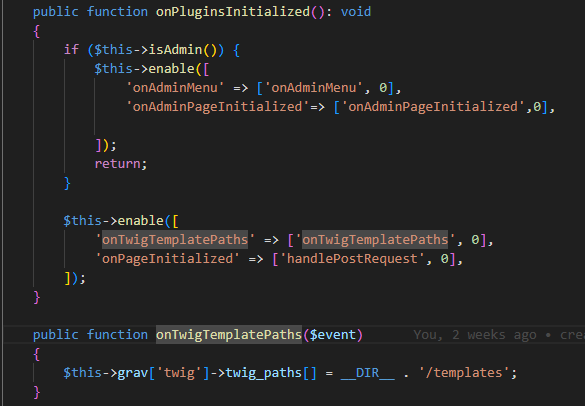 public function onPluginsInitialized(): void
{
    if ($this->isAdmin()) {
        $this->enable([
            'onAdminMenu' => ['onAdminMenu', 0],
            'onAdminPageInitialized'=> ['onAdminPageInitialized',0],
        ]);
        return;
    }
    $this->enable([
        'onTwigTemplatePaths' => ['onTwigTemplatePaths', 0],
        'onPageInitialized' => ['handlePostRequest', 0],
    ]);
}
public function onTwigTemplatePaths($event) You, 2 weeks ago • cre
{
    $this->grav['twig']->twig_paths[] = __DIR__ . '/templates';
}